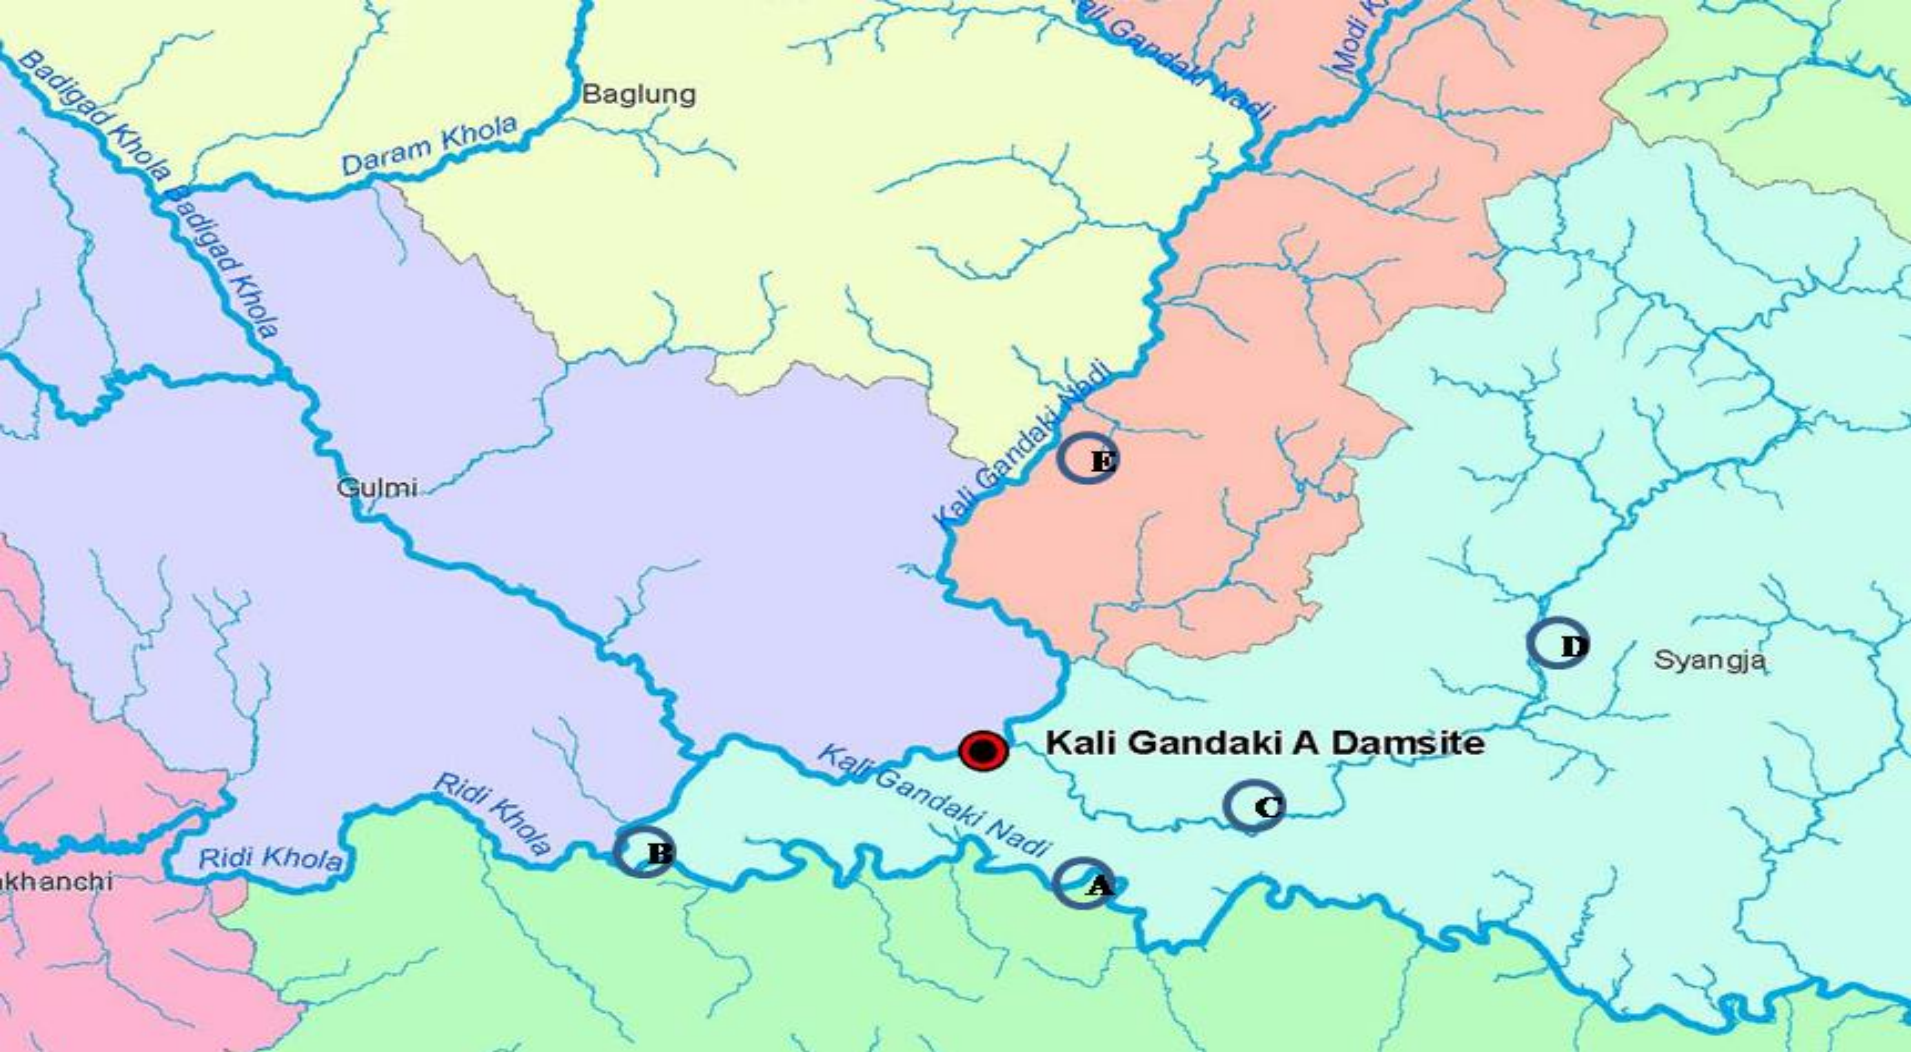 Kali Gandaki Nadi
Modi
Badigad Khola
Baglung
Daram Khola
Badigad Khola
Kali Gandaki Nadi
E
Gulmi
D
Syangja
Kali Gandaki A Damsite
Kali Gandaki Nadi
Ridi Khola
C
B
Ridi Khola
A
akhanchi